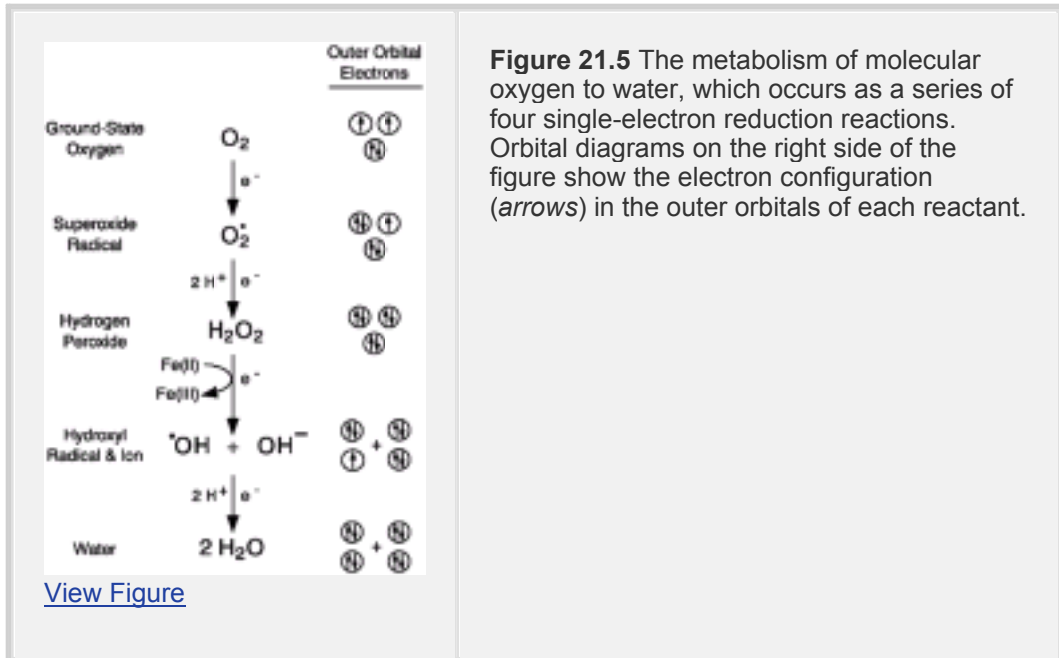 Outer Orbital
Electrons
Ground-State
Oxygen
O₂
e⁻
Superoxide
Radical
O₂•
2 H⁺ e⁻
Hydrogen
Peroxide
H₂O₂
Fe(II)
e⁻
Fe(III)
Hydroxyl
Radical & Ion
•OH + OH⁻
+
2 H⁺ e⁻
Water
2 H₂O
+
View Figure
Figure 21.5 The metabolism of molecular
oxygen to water, which occurs as a series of
four single-electron reduction reactions.
Orbital diagrams on the right side of the
figure show the electron configuration
(arrows) in the outer orbitals of each reactant.